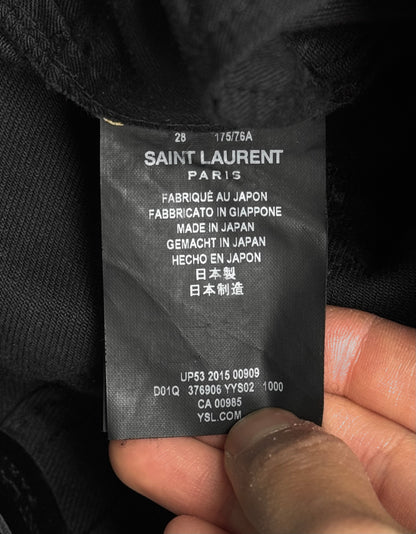 28 175/76A
SAINT LAURENT
PARIS
FABRIQUÉ AU JAPON
FABBRICATO IN GIAPPONE
MADE IN JAPAN
GEMACHT IN JAPAN
HECHO EN JAPON
日本製
日本制造
UP53 2015 00909
D01Q 376906 YYS02 1000
CA 00985
YSL.COM